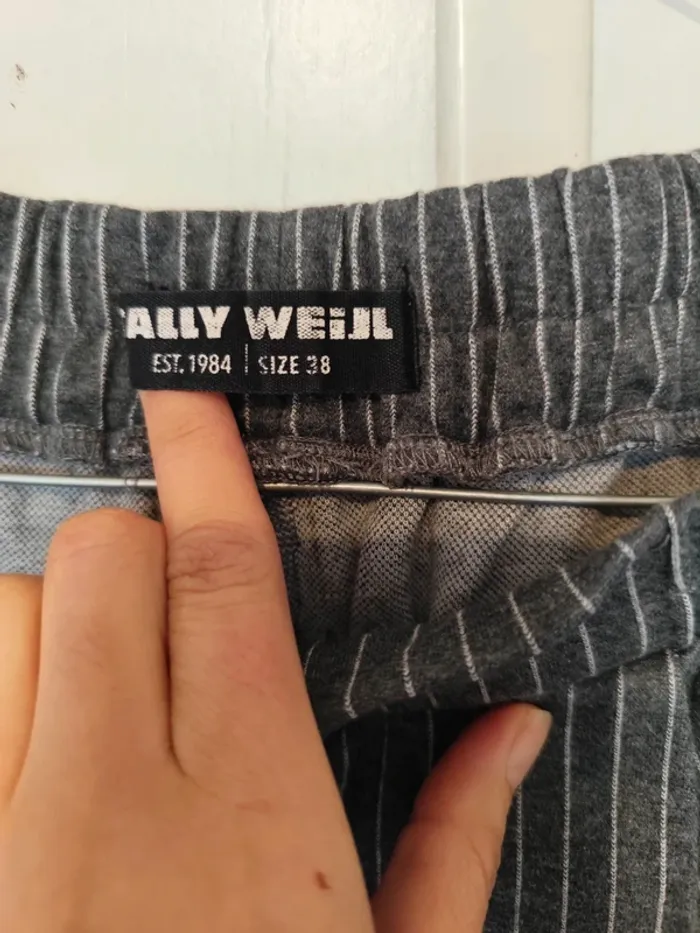 ALLY WEiJL
EST. 1984 | SIZE 38